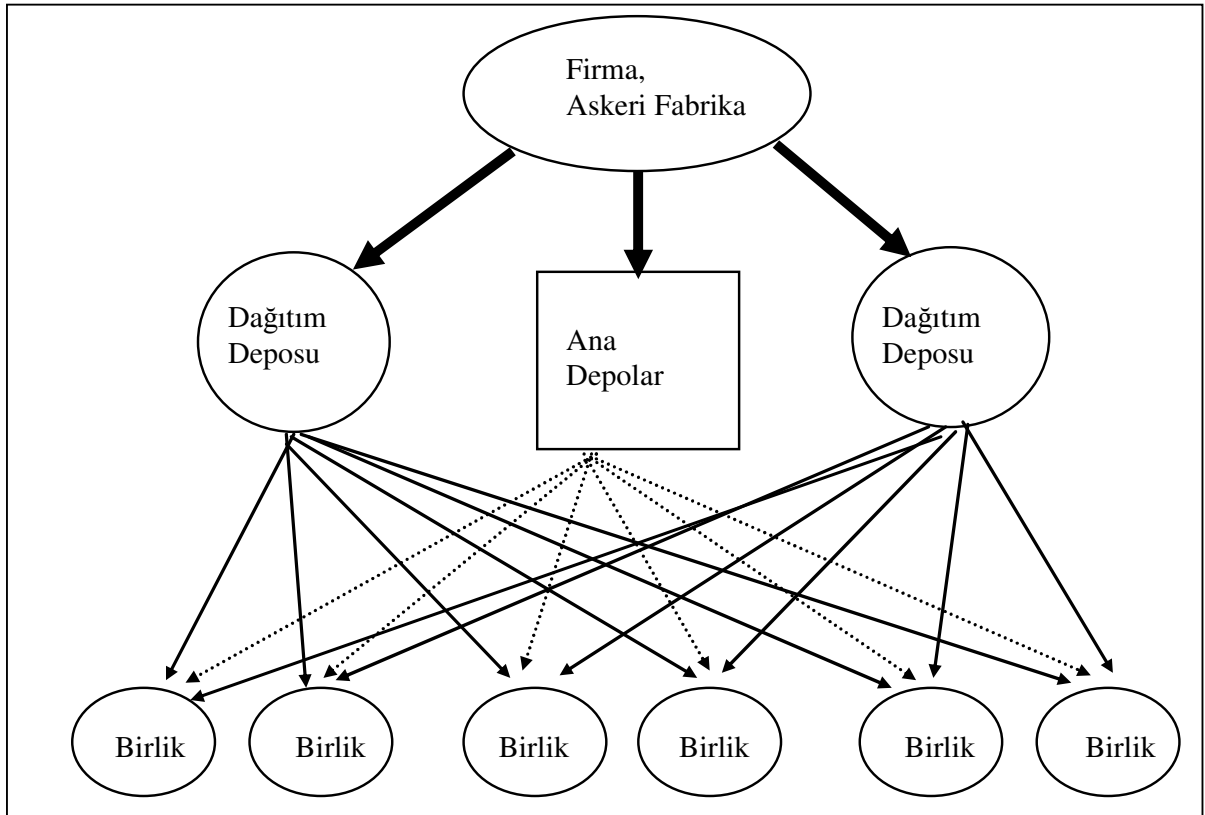 Firma,
Askeri Fabrika
Dağıtım
Deposu
Ana
Depolar
Dağıtım
Deposu
Birlik
Birlik
Birlik
Birlik
Birlik
Birlik